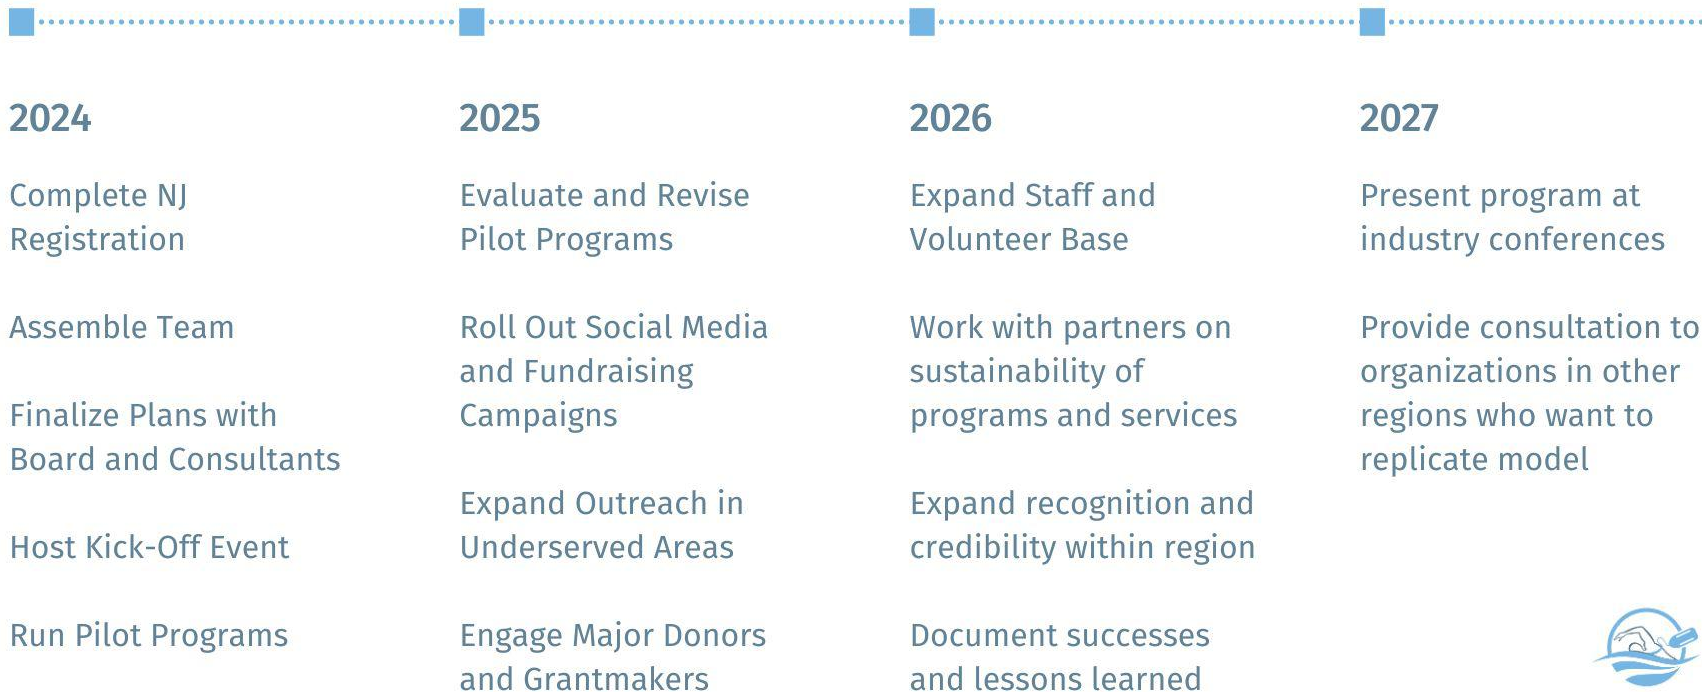 2024
Complete NJ
Registration
Assemble Team
Finalize Plans with
Board and Consultants
Host Kick-Off Event
Run Pilot Programs
2025
Evaluate and Revise
Pilot Programs
Roll Out Social Media
and Fundraising
Campaigns
Expand Outreach in
Underserved Areas
Engage Major Donors
and Grantmakers
2026
Expand Staff and
Volunteer Base
Work with partners on
sustainability of
programs and services
Expand recognition and
credibility within region
Document successes
and lessons learned
2027
Present program at
industry conferences
Provide consultation to
organizations in other
regions who want to
replicate model